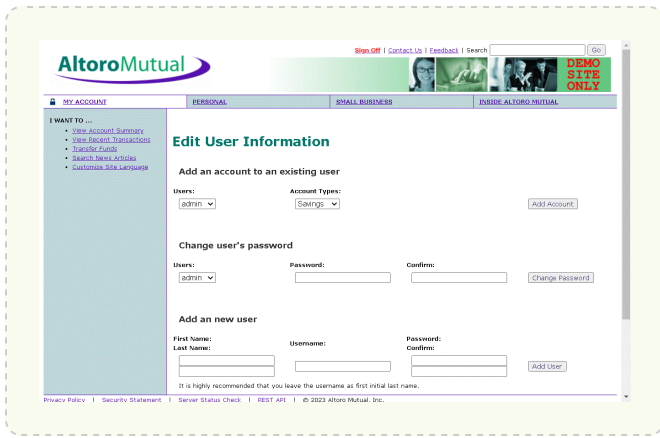 Sign Off | Contact Us | Feedback | Search Go
AltoroMutual
DEMO
SITE
ONLY
MY ACCOUNT PERSONAL SMALL BUSINESS INSIDE ALTORO MUTUAL
I WANT TO ...
• View Account Summary
• View Recent Transactions
• Transfer Funds
• Search News Articles
• Customize Site Language
Edit User Information
Add an account to an existing user
Users: Account Types:
admin Savings Add Account
Change user's password
Users: Password: Confirm:
admin Change Password
Add an new user
First Name:
Last Name: Username: Password:
Confirm:
Add User
It is highly recommended that you leave the username as first initial last name.
Privacy Policy | Security Statement | Server Status Check | REST API | © 2023 Altoro Mutual, Inc.